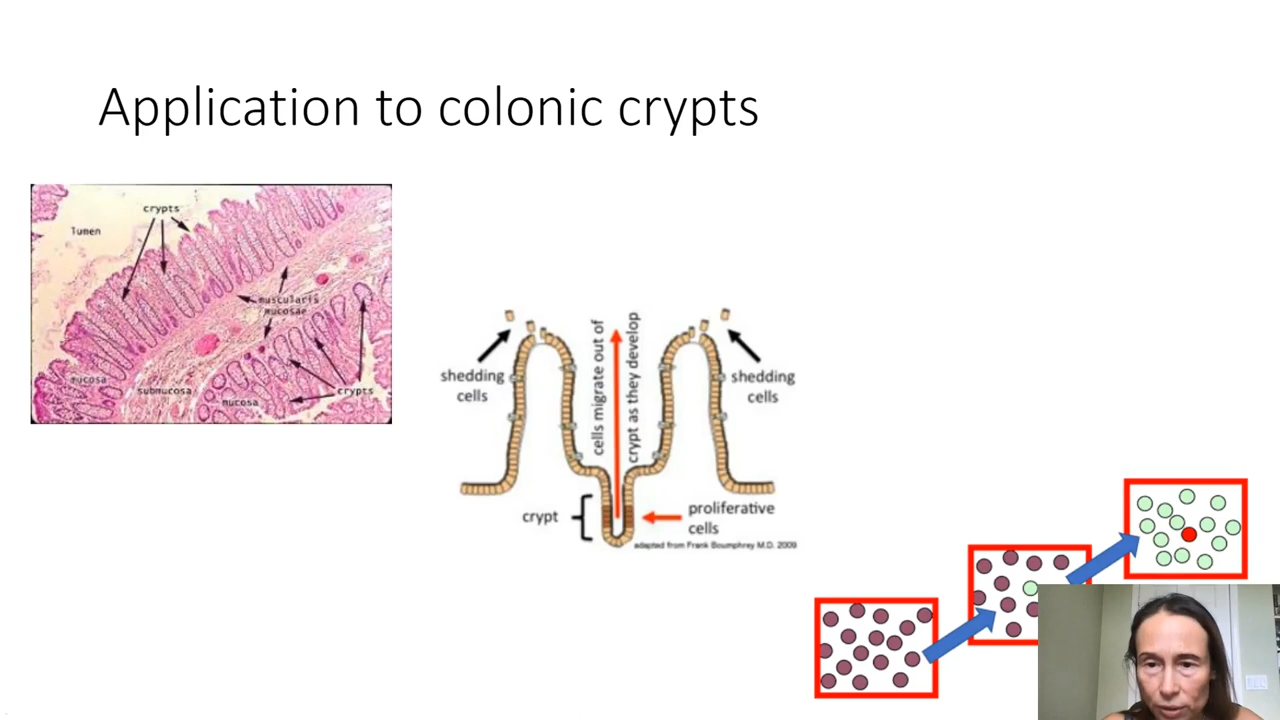 Application to colonic crypts
crypts
lumen
muscularis
mucosae
mucosa
submucosa
mucosa
crypts
shedding
cells
cells migrate out of
crypt as they develop
shedding
cells
crypt
proliferative
cells
adapted from Frank Boumphrey M.D. 2009